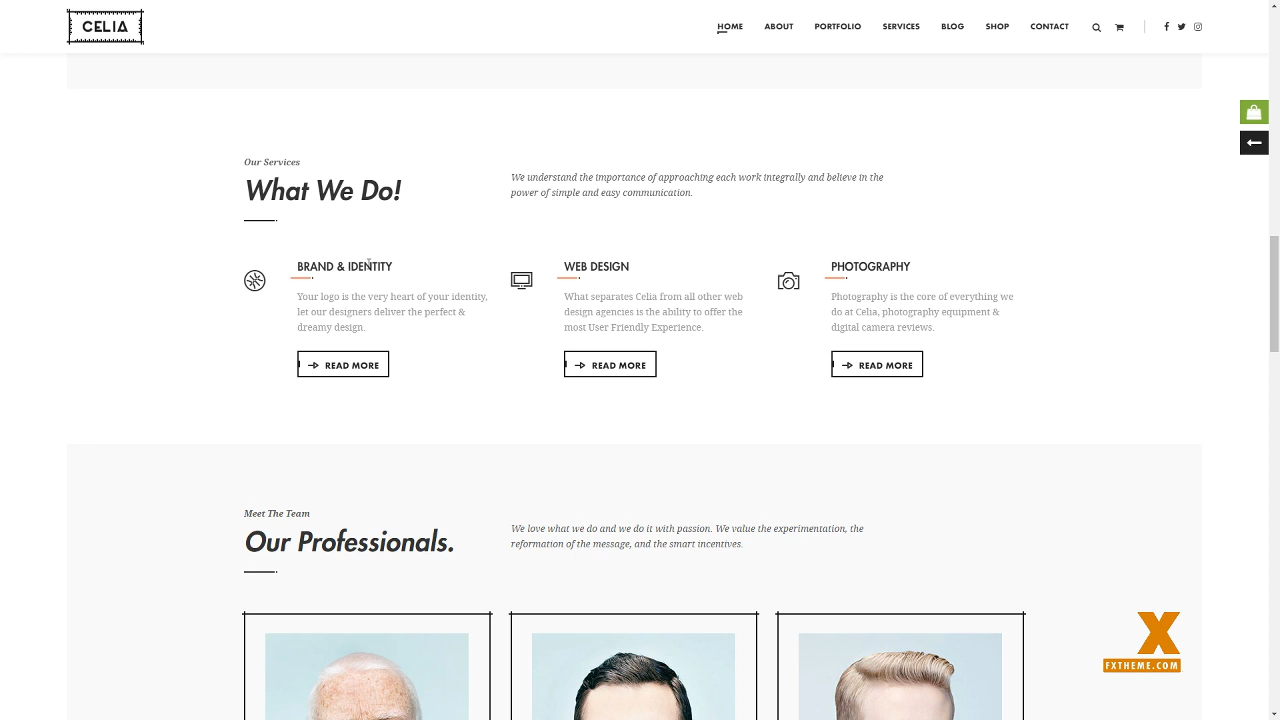 CELIA
HOME ABOUT PORTFOLIO SERVICES BLOG SHOP CONTACT
Our Services
What We Do!
We understand the importance of approaching each work integrally and believe in the
power of simple and easy communication.
BRAND & IDENTITY
Your logo is the very heart of your identity,
let our designers deliver the perfect &
dreamy design.
READ MORE
WEB DESIGN
What separates Celia from all other web
design agencies is the ability to offer the
most User Friendly Experience.
READ MORE
PHOTOGRAPHY
Photography is the core of everything we
do at Celia, photography equipment &
digital camera reviews.
READ MORE
Meet The Team
Our Professionals.
We love what we do and we do it with passion. We value the experimentation, the
reformation of the message, and the smart incentives.
X
FXTHEME.COM